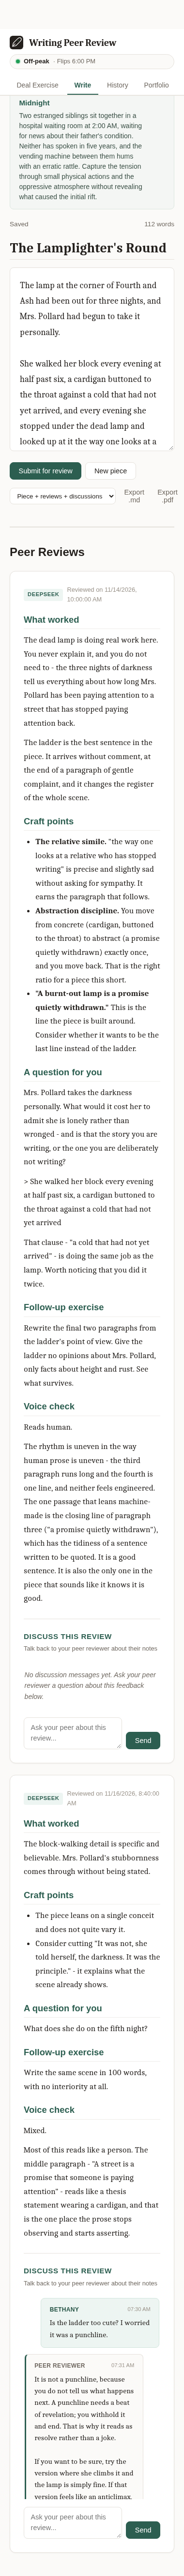 Writing Peer Review
Off-peak · Flips 6:00 PM
Deal Exercise Write History Portfolio
Midnight
Two estranged siblings sit together in a
hospital waiting room at 2:00 AM, waiting
for news about their father's condition.
Neither has spoken in five years, and the
vending machine between them hums
with an erratic rattle. Capture the tension
through small physical actions and the
oppressive atmosphere without revealing
what caused the initial rift.
Saved 112 words
The Lamplighter's Round
The lamp at the corner of Fourth and
Ash had been out for three nights, and
Mrs. Pollard had begun to take it
personally.
She walked her block every evening at
half past six, a cardigan buttoned to
the throat against a cold that had not
yet arrived, and every evening she
stopped under the dead lamp and
looked up at it the way one looks at a
Submit for review New piece
Piece + reviews + discussions Export .md Export .pdf
Peer Reviews
DEEPSEEK Reviewed on 11/14/2026, 10:00:00 AM
What worked
The dead lamp is doing real work here.
You never explain it, and you do not
need to - the three nights of darkness
tell us everything about how long Mrs.
Pollard has been paying attention to a
street that has stopped paying
attention back.
The ladder is the best sentence in the
piece. It arrives without comment, at
the end of a paragraph of gentle
complaint, and it changes the register
of the whole scene.
Craft points
• The relative simile. "the way one
looks at a relative who has stopped
writing" is precise and slightly sad
without asking for sympathy. It
earns the paragraph that follows.
• Abstraction discipline. You move
from concrete (cardigan, buttoned
to the throat) to abstract (a promise
quietly withdrawn) exactly once,
and you move back. That is the right
ratio for a piece this short.
• "A burnt-out lamp is a promise
quietly withdrawn." This is the
line the piece is built around.
Consider whether it wants to be the
last line instead of the ladder.
A question for you
Mrs. Pollard takes the darkness
personally. What would it cost her to
admit she is lonely rather than
wronged - and is that the story you are
writing, or the one you are deliberately
not writing?
> She walked her block every evening
at half past six, a cardigan buttoned to
the throat against a cold that had not
yet arrived
That clause - "a cold that had not yet
arrived" - is doing the same job as the
lamp. Worth noticing that you did it
twice.
Follow-up exercise
Rewrite the final two paragraphs from
the ladder's point of view. Give the
ladder no opinions about Mrs. Pollard,
only facts about height and rust. See
what survives.
Voice check
Reads human.
The rhythm is uneven in the way
human prose is uneven - the third
paragraph runs long and the fourth is
one line, and neither feels engineered.
The one passage that leans machine-
made is the closing line of paragraph
three ("a promise quietly withdrawn"),
which has the tidiness of a sentence
written to be quoted. It is a good
sentence. It is also the only one in the
piece that sounds like it knows it is
good.
DISCUSS THIS REVIEW
Talk back to your peer reviewer about their notes
No discussion messages yet. Ask your peer
reviewer a question about this feedback
below.
Ask your peer about this
review...
Send
DEEPSEEK Reviewed on 11/16/2026, 8:40:00 AM
What worked
The block-walking detail is specific and
believable. Mrs. Pollard's stubbornness
comes through without being stated.
Craft points
• The piece leans on a single conceit
and does not quite vary it.
• Consider cutting "It was not, she
told herself, the darkness. It was the
principle." - it explains what the
scene already shows.
A question for you
What does she do on the fifth night?
Follow-up exercise
Write the same scene in 100 words,
with no interiority at all.
Voice check
Mixed.
Most of this reads like a person. The
middle paragraph - "A street is a
promise that someone is paying
attention" - reads like a thesis
statement wearing a cardigan, and that
is the one place the prose stops
observing and starts asserting.
DISCUSS THIS REVIEW
Talk back to your peer reviewer about their notes
BETHANY 07:30 AM
Is the ladder too cute? I worried
it was a punchline.
PEER REVIEWER 07:31 AM
It is not a punchline, because
you do not tell us what happens
next. A punchline needs a beat
of revelation; you withhold it
and end. That is why it reads as
resolve rather than a joke.
If you want to be sure, try the
version where she climbs it and
the lamp is simply fine. If that
version feels like an anticlimax,
Ask your peer about this
review...
Send